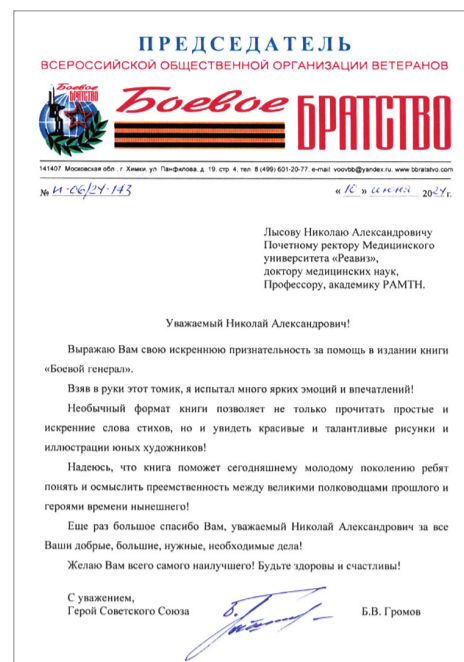 ПРЕДСЕДАТЕЛЬ
ВСЕРОССИЙСКОЙ ОБЩЕСТВЕННОЙ ОРГАНИЗАЦИИ ВЕТЕРАНОВ
Боевое
БРАТСТВО
Боевое БРАТСТВО
141407 Московская обл., г. Химки, ул. Панфилова, д. 19, стр 4, тел. 8 (499) 601-20-77, e-mail: voovbb@yandex.ru, www.bbratstvo.com
№ И-06/24-143 « 10 » июня 2024 г.
Лысову Николаю Александровичу
Почетному ректору Медицинского
университета «Реавиз»,
доктору медицинских наук,
Профессору, академику РАМТН.
Уважаемый Николай Александрович!
Выражаю Вам свою искреннюю признательность за помощь в издании книги
«Боевой генерал».
Взяв в руки этот томик, я испытал много ярких эмоций и впечатлений!
Необычный формат книги позволяет не только прочитать простые и
искренние слова стихов, но и увидеть красивые и талантливые рисунки и
иллюстрации юных художников!
Надеюсь, что книга поможет сегодняшнему молодому поколению ребят
понять и осмыслить преемственность между великими полководцами прошлого и
героями времени нынешнего!
Еще раз большое спасибо Вам, уважаемый Николай Александрович за все
Ваши добрые, большие, нужные, необходимые дела!
Желаю Вам всего самого наилучшего! Будьте здоровы и счастливы!
С уважением,
Герой Советского Союза Б.В. Громов